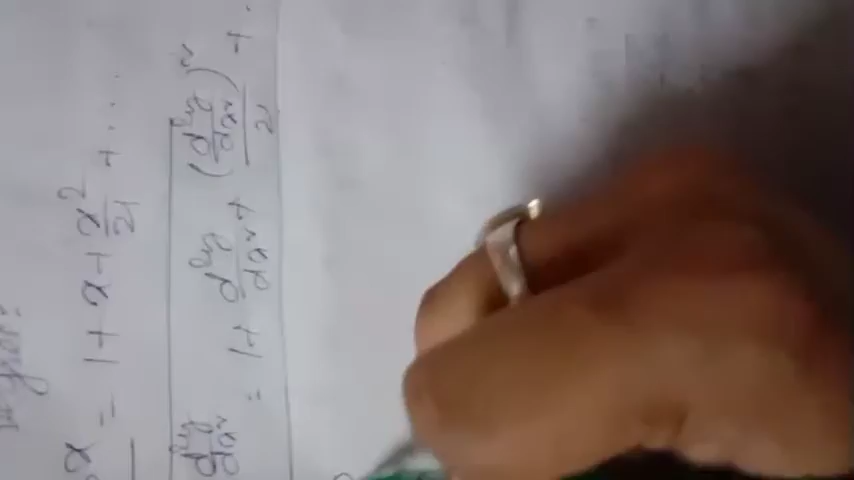 x = 1 + x + x²/2! + ....
d²y/dx² = 1 + d²y/dx² + (d²y/dx²)²/2 + .